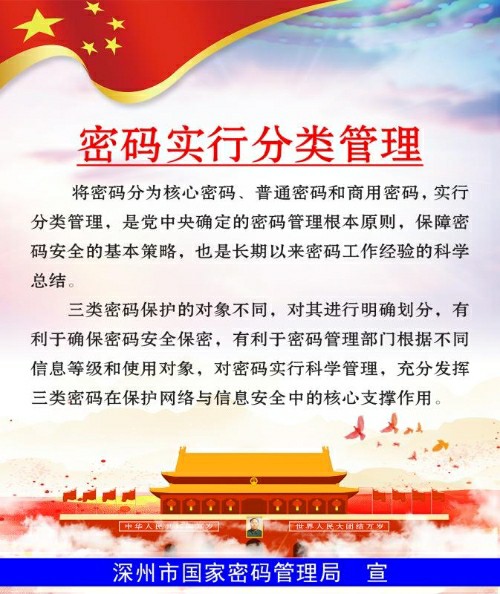 密码实行分类管理
将密码分为核心密码、普通密码和商用密码，实行
分类管理，是党中央确定的密码管理根本原则，保障密
码安全的基本策略，也是长期以来密码工作经验的科学
总结。
三类密码保护的对象不同，对其进行明确划分，有
利于确保密码安全保密，有利于密码管理部门根据不同
信息等级和使用对象，对密码实行科学管理，充分发挥
三类密码在保护网络与信息安全中的核心支撑作用。
中华人民
世界人民大团结万岁
深州市国家密码管理局 宣